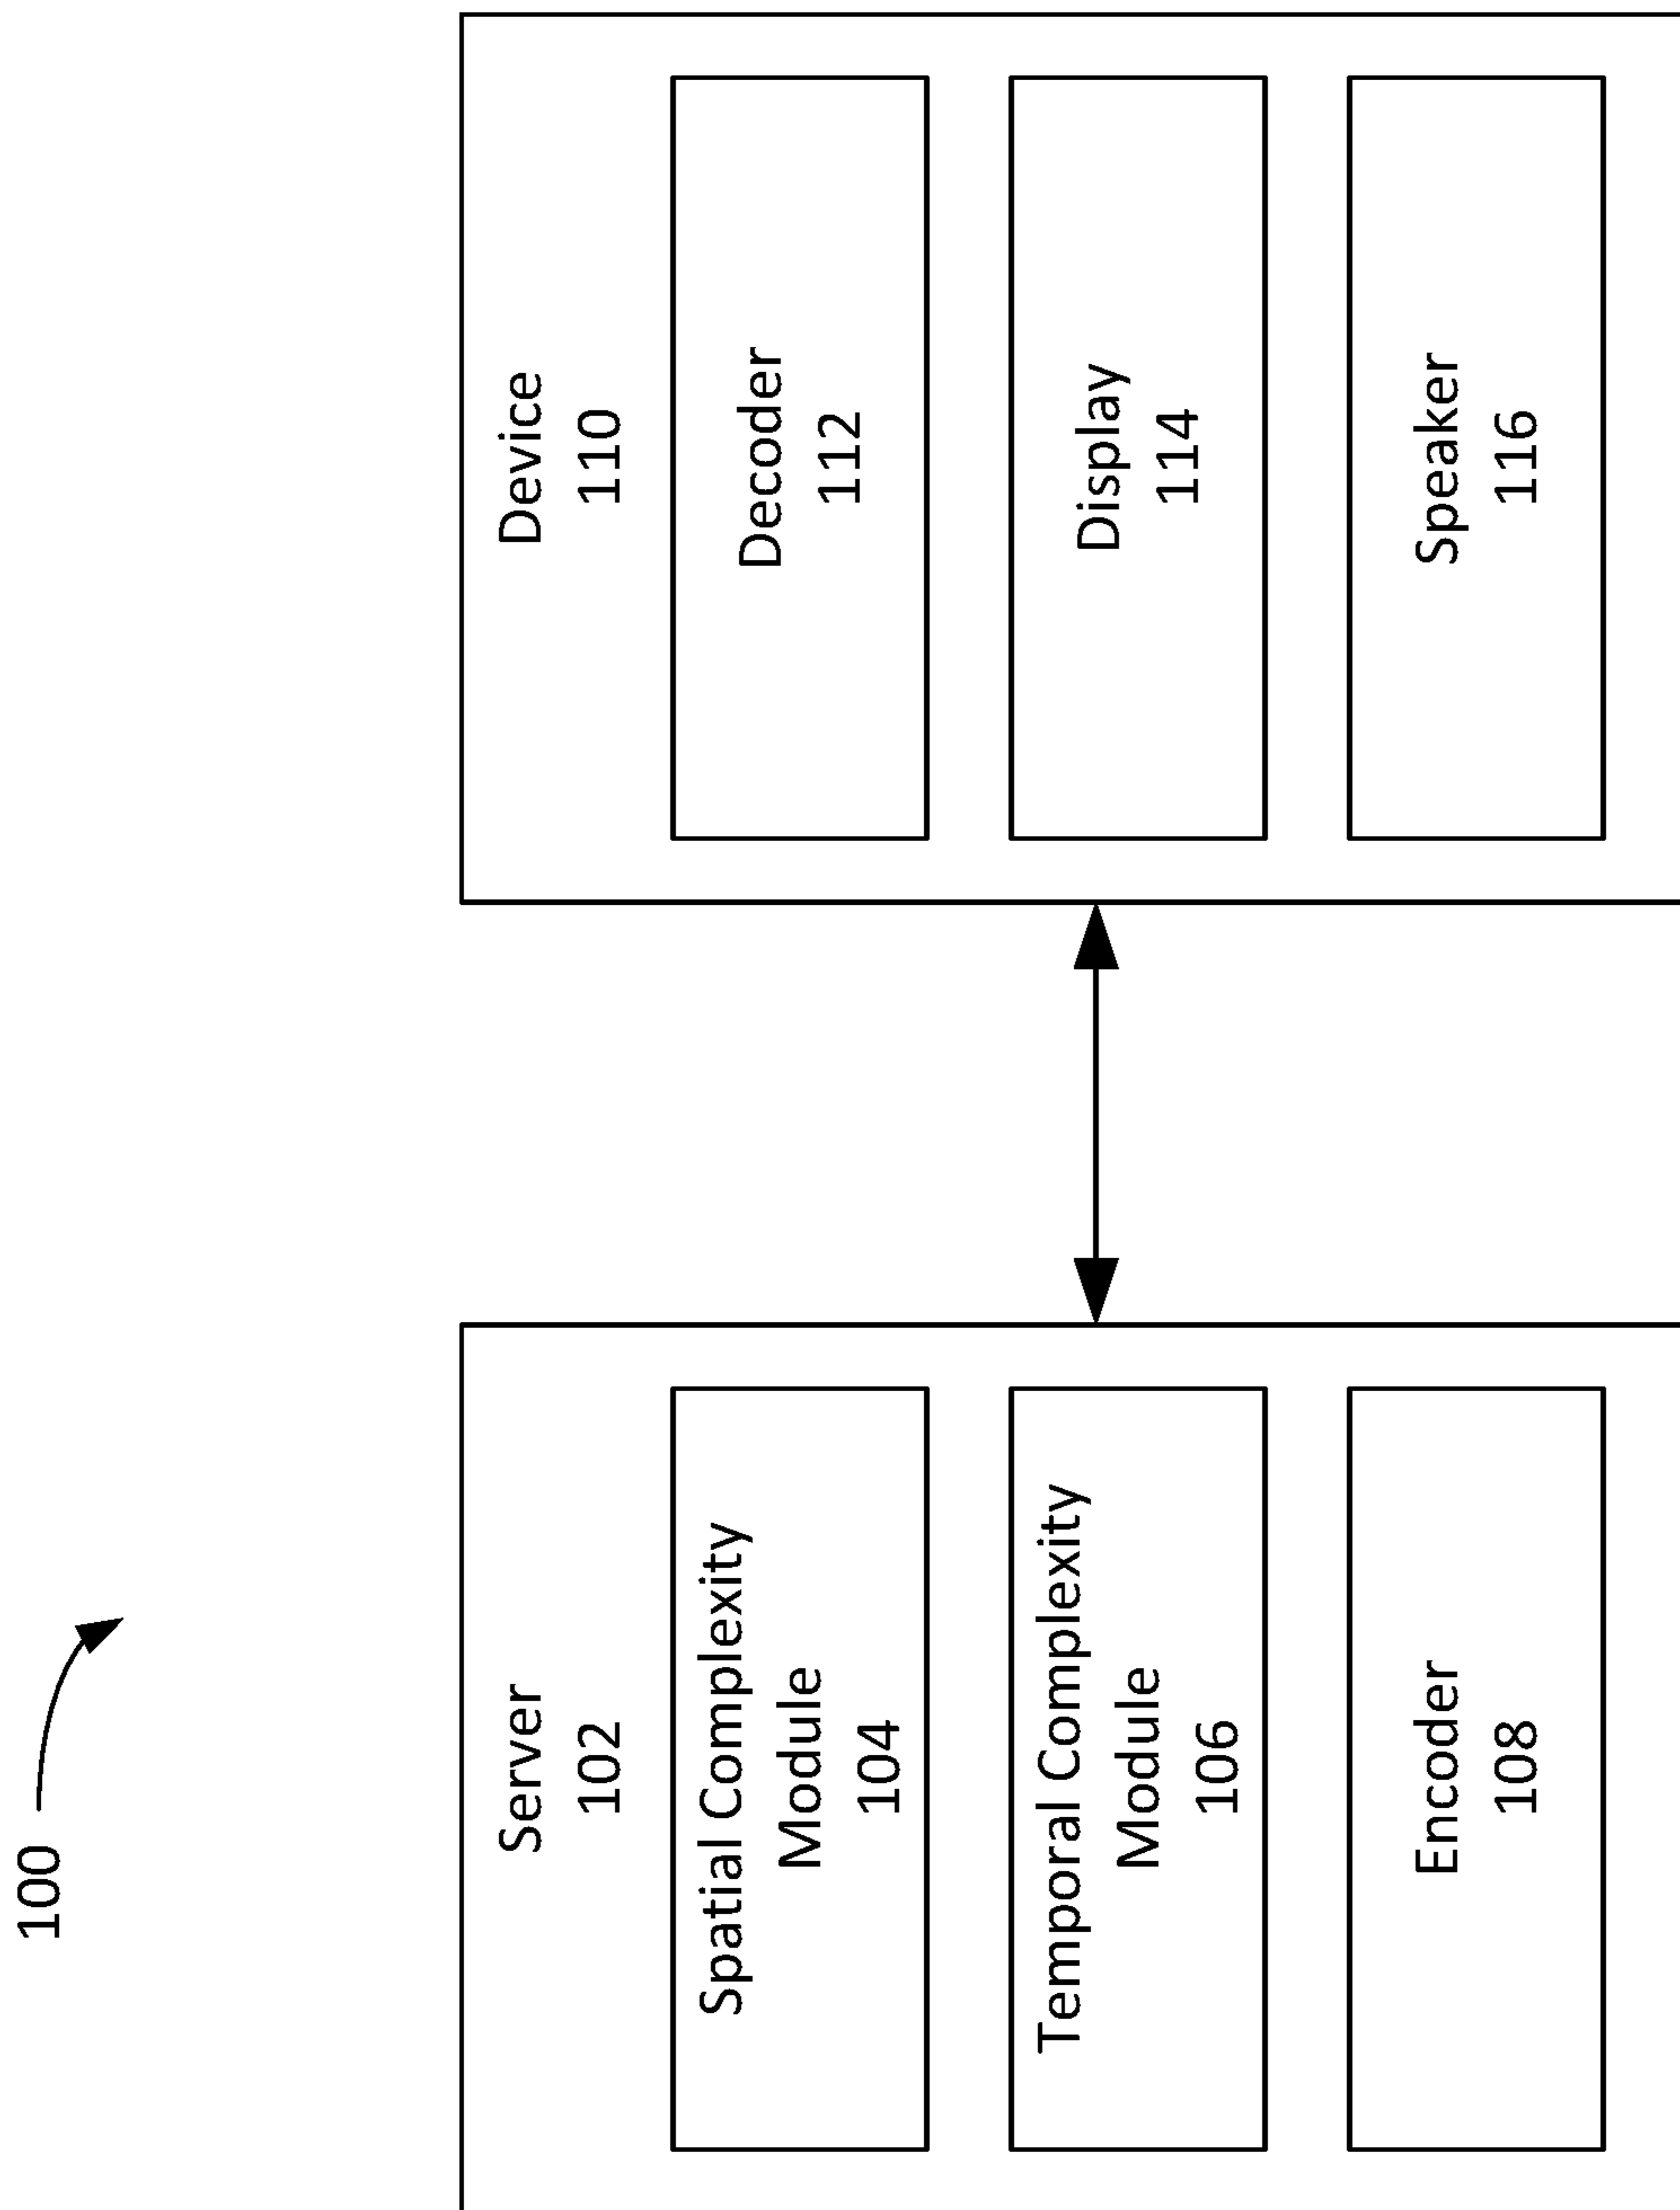 100
Server
102
Spatial Complexity
Module
104
Temporal Complexity
Module
106
Encoder
108
Device
110
Decoder
112
Display
114
Speaker
116